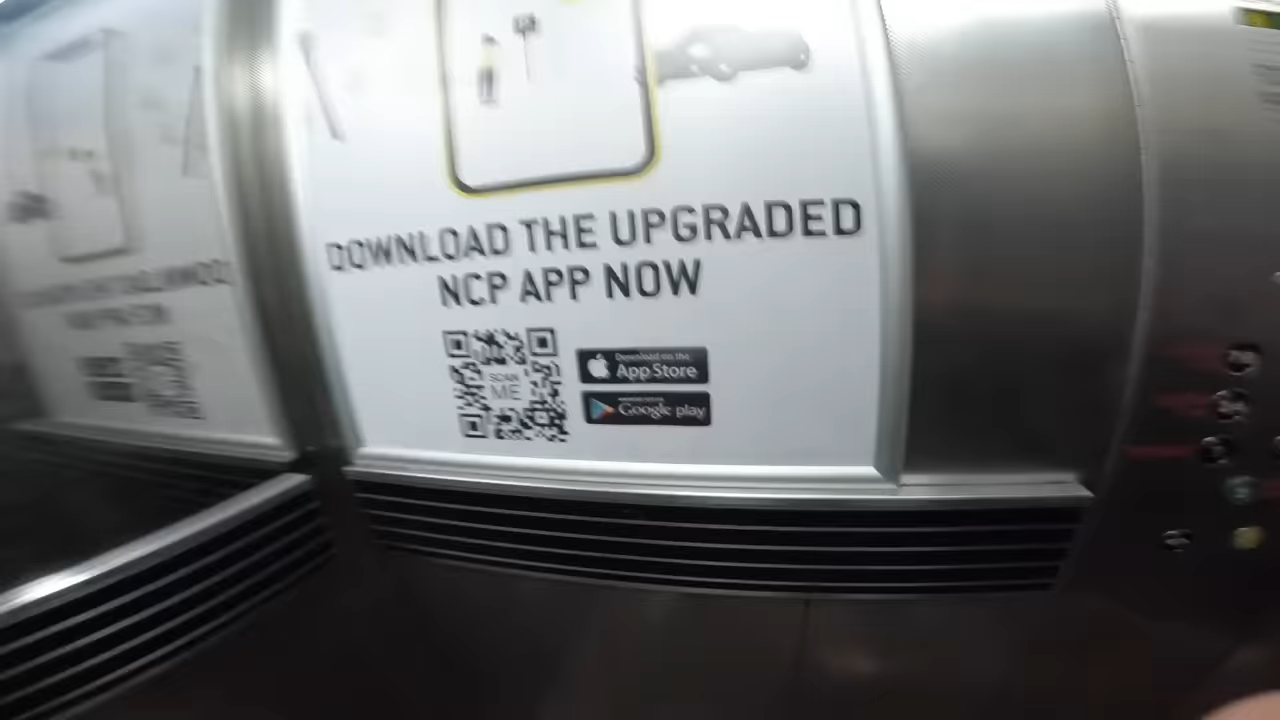 DOWNLOAD THE UPGRADED
NCP APP NOW
SCAN
ME
Download on the
App Store
Google play